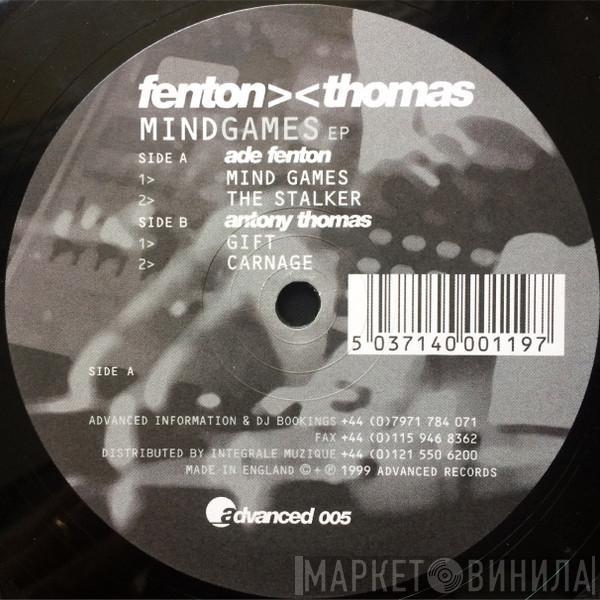 fenton><thomas
MINDGAMES EP
SIDE A ade fenton
1> MIND GAMES
2> THE STALKER
SIDE B antony thomas
1> GIFT
2> CARNAGE
5 037140 001197
SIDE A
ADVANCED INFORMATION & DJ BOOKINGS +44 (0)7971 784 071
FAX +44 (0)115 946 8362
DISTRIBUTED BY INTEGRALE MUZIQUE +44 (0)121 550 6200
MADE IN ENGLAND © + ℗ 1999 ADVANCED RECORDS
advanced 005
МАРКЕТ ВИНИЛА